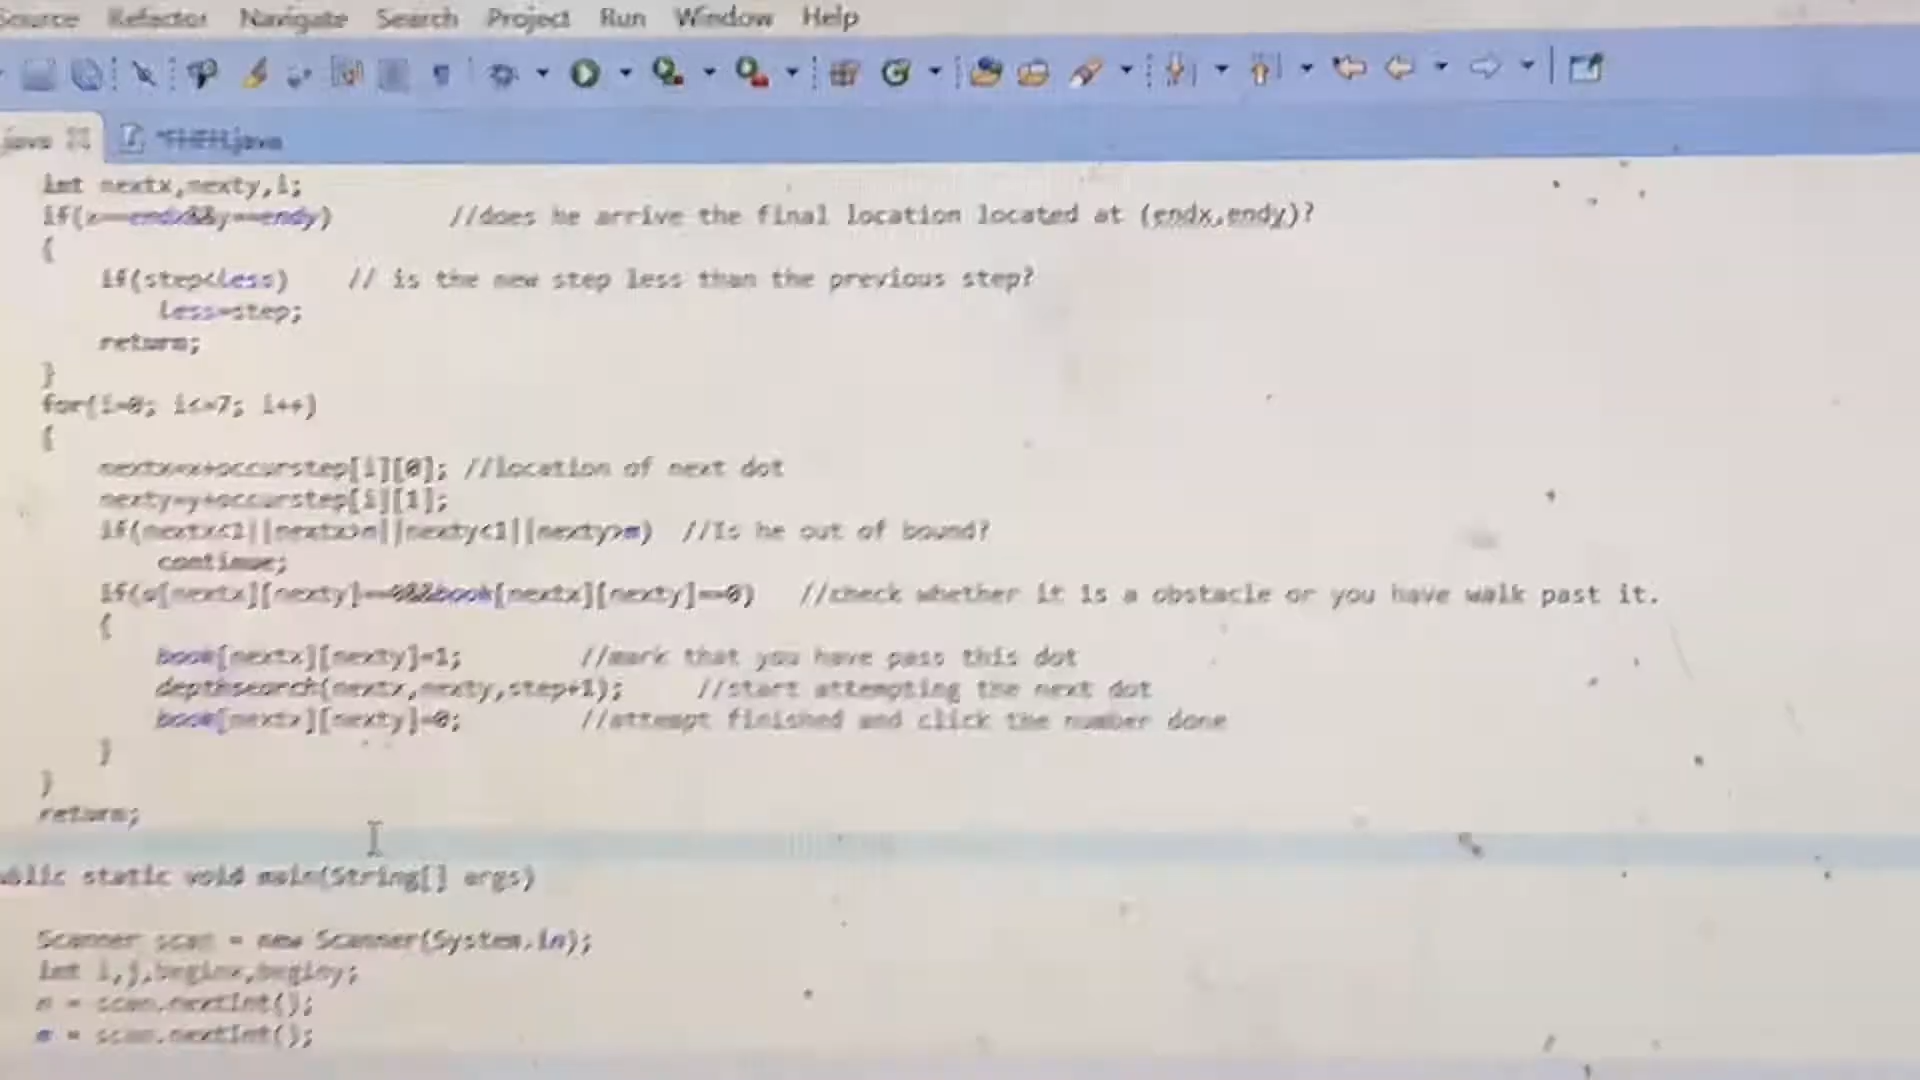 Source Refactor Navigate Search Project Run Window Help
java
int nextx,nexty,i;
if(x==endx&&y==endy) //does he arrive the final location located at (endx,endy)?
{
if(step<less) // is the new step less than the previous step?
less=step;
return;
}
for(i=0; i<=7; i++)
{
nextx=x+occurstep[i][0]; //location of next dot
nexty=y+occurstep[i][1];
if(nextx<1||nextx>n||nexty<1||nexty>m) //Is he out of bound?
continue;
if(a[nextx][nexty]==0&&book[nextx][nexty]==0) //check whether it is a obstacle or you have walk past it.
{
book[nextx][nexty]=1; //mark that you have pass this dot
depthsearch(nextx,nexty,step+1); //start attempting the next dot
book[nextx][nexty]=0; //attempt finished and click the number done
}
}
return;
ublic static void main(String[] args)
Scanner scan = new Scanner(System.in);
int i,j,beginx,beginy;
n = scan.nextInt();
m = scan.nextInt();